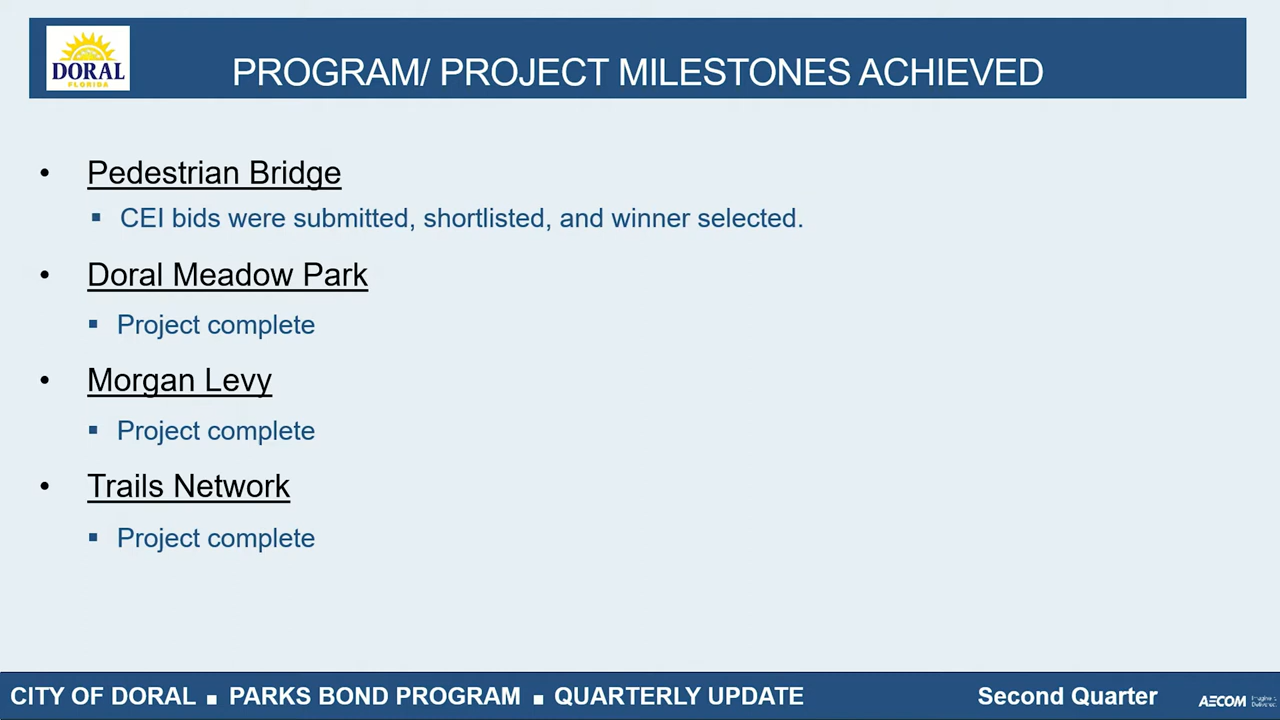 DORAL
FLORIDA
PROGRAM/ PROJECT MILESTONES ACHIEVED
• Pedestrian Bridge
▪ CEI bids were submitted, shortlisted, and winner selected.
• Doral Meadow Park
▪ Project complete
• Morgan Levy
▪ Project complete
• Trails Network
▪ Project complete
CITY OF DORAL ■ PARKS BOND PROGRAM ■ QUARTERLY UPDATE Second Quarter AECOM